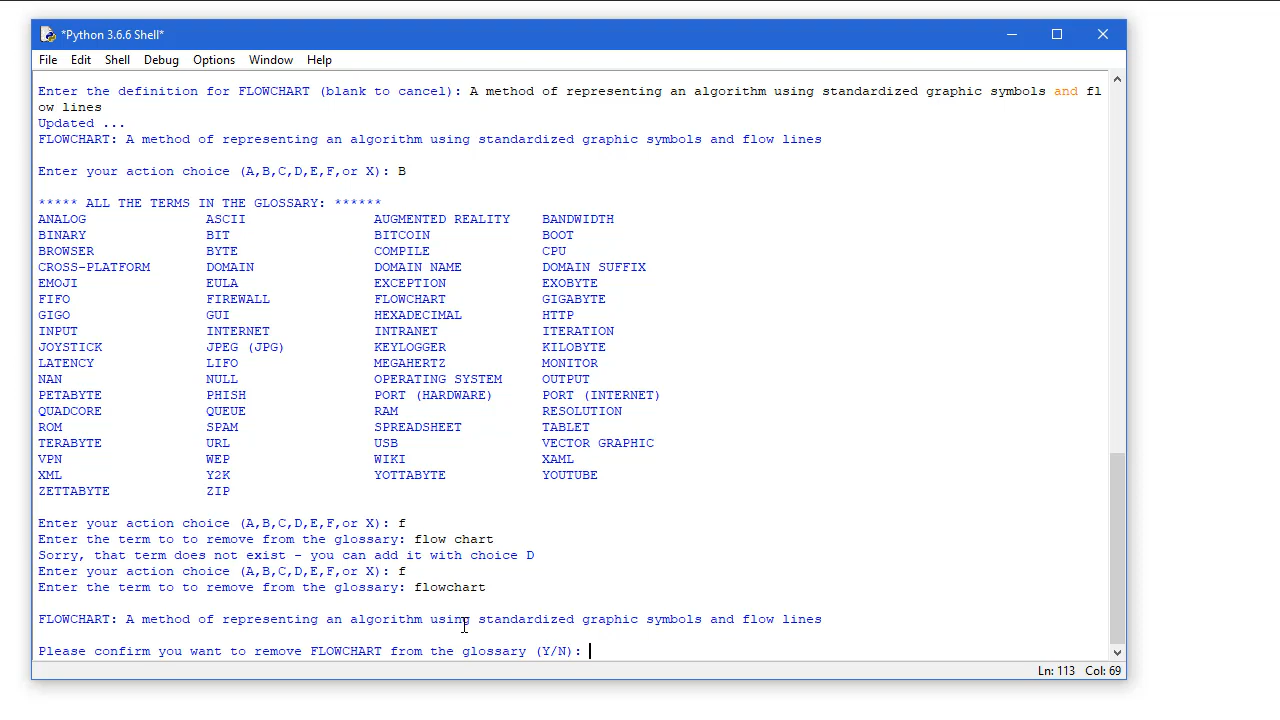 *Python 3.6.6 Shell*
File Edit Shell Debug Options Window Help
Enter the definition for FLOWCHART (blank to cancel): A method of representing an algorithm using standardized graphic symbols and fl
ow lines
Updated ...
FLOWCHART: A method of representing an algorithm using standardized graphic symbols and flow lines
Enter your action choice (A,B,C,D,E,F,or X): B
***** ALL THE TERMS IN THE GLOSSARY: ******
ANALOG ASCII AUGMENTED REALITY BANDWIDTH
BINARY BIT BITCOIN BOOT
BROWSER BYTE COMPILE CPU
CROSS-PLATFORM DOMAIN DOMAIN NAME DOMAIN SUFFIX
EMOJI EULA EXCEPTION EXOBYTE
FIFO FIREWALL FLOWCHART GIGABYTE
GIGO GUI HEXADECIMAL HTTP
INPUT INTERNET INTRANET ITERATION
JOYSTICK JPEG (JPG) KEYLOGGER KILOBYTE
LATENCY LIFO MEGAHERTZ MONITOR
NAN NULL OPERATING SYSTEM OUTPUT
PETABYTE PHISH PORT (HARDWARE) PORT (INTERNET)
QUADCORE QUEUE RAM RESOLUTION
ROM SPAM SPREADSHEET TABLET
TERABYTE URL USB VECTOR GRAPHIC
VPN WEP WIKI XAML
XML Y2K YOTTABYTE YOUTUBE
ZETTABYTE ZIP
Enter your action choice (A,B,C,D,E,F,or X): f
Enter the term to to remove from the glossary: flow chart
Sorry, that term does not exist - you can add it with choice D
Enter your action choice (A,B,C,D,E,F,or X): f
Enter the term to to remove from the glossary: flowchart
FLOWCHART: A method of representing an algorithm using standardized graphic symbols and flow lines
Please confirm you want to remove FLOWCHART from the glossary (Y/N):
Ln: 113 Col: 69